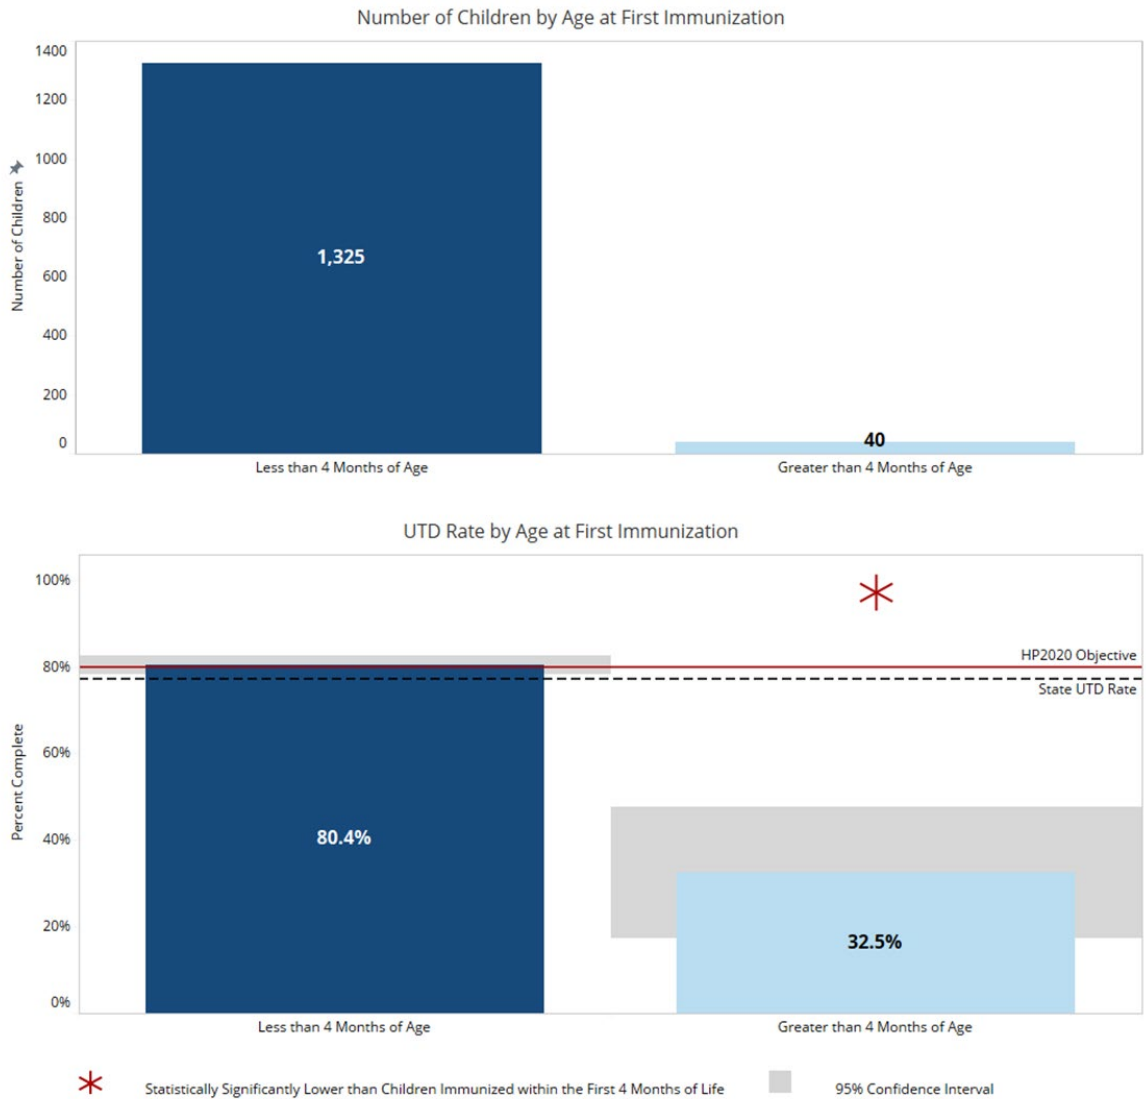 Number of Children by Age at First Immunization
1400
1200
1000
800
600
400
200
0
Number of Children
1,325
40
Less than 4 Months of Age
Greater than 4 Months of Age
UTD Rate by Age at First Immunization
100%
80%
60%
40%
20%
0%
Percent Complete
HP2020 Objective
State UTD Rate
80.4%
32.5%
Less than 4 Months of Age
Greater than 4 Months of Age
Statistically Significantly Lower than Children Immunized within the First 4 Months of Life
95% Confidence Interval